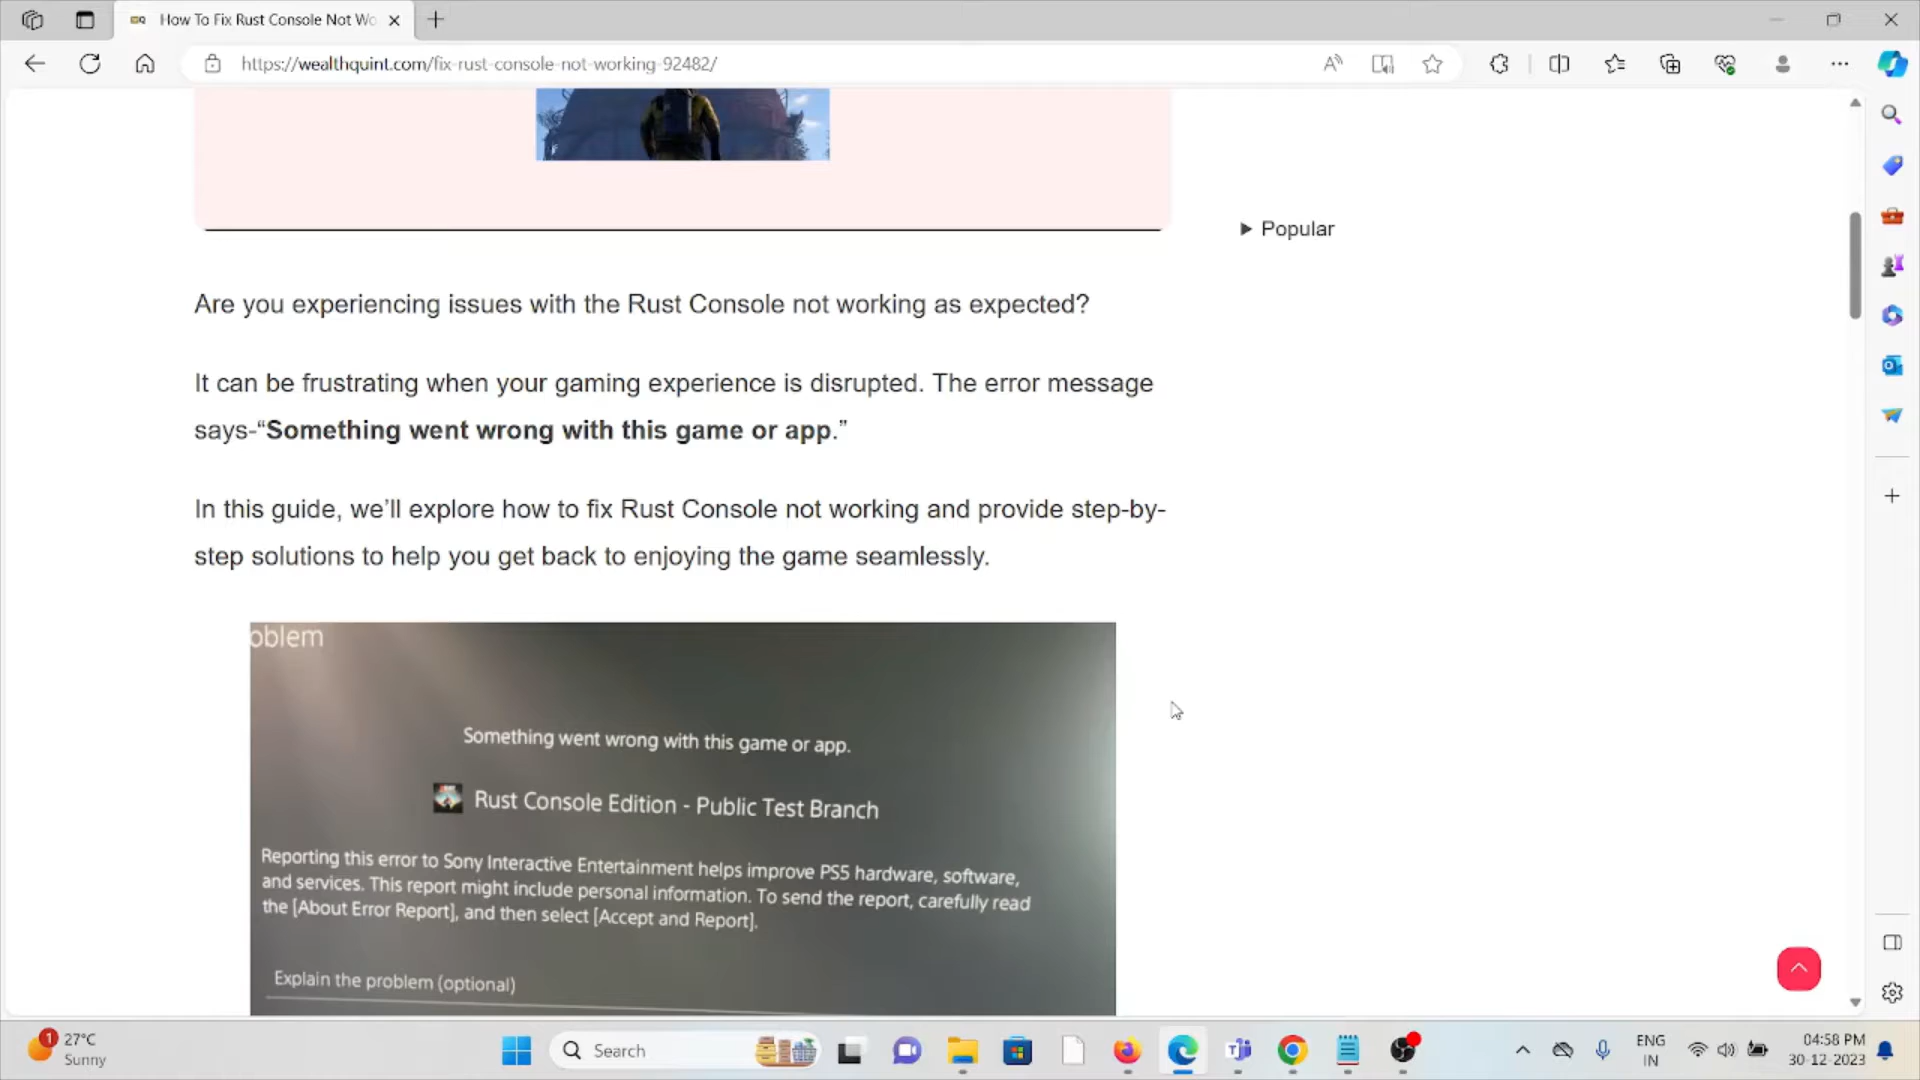 How To Fix Rust Console Not Wo
https://wealthquint.com/fix-rust-console-not-working-92482/
Popular
Are you experiencing issues with the Rust Console not working as expected?
It can be frustrating when your gaming experience is disrupted. The error message
says-“Something went wrong with this game or app.”
In this guide, we’ll explore how to fix Rust Console not working and provide step-by-
step solutions to help you get back to enjoying the game seamlessly.
oblem
Something went wrong with this game or app.
Rust Console Edition - Public Test Branch
Reporting this error to Sony Interactive Entertainment helps improve PS5 hardware, software,
and services. This report might include personal information. To send the report, carefully read
the [About Error Report], and then select [Accept and Report].
Explain the problem (optional)
1
27°C
Sunny
Search
ENG
IN
04:58 PM
30-12-2023